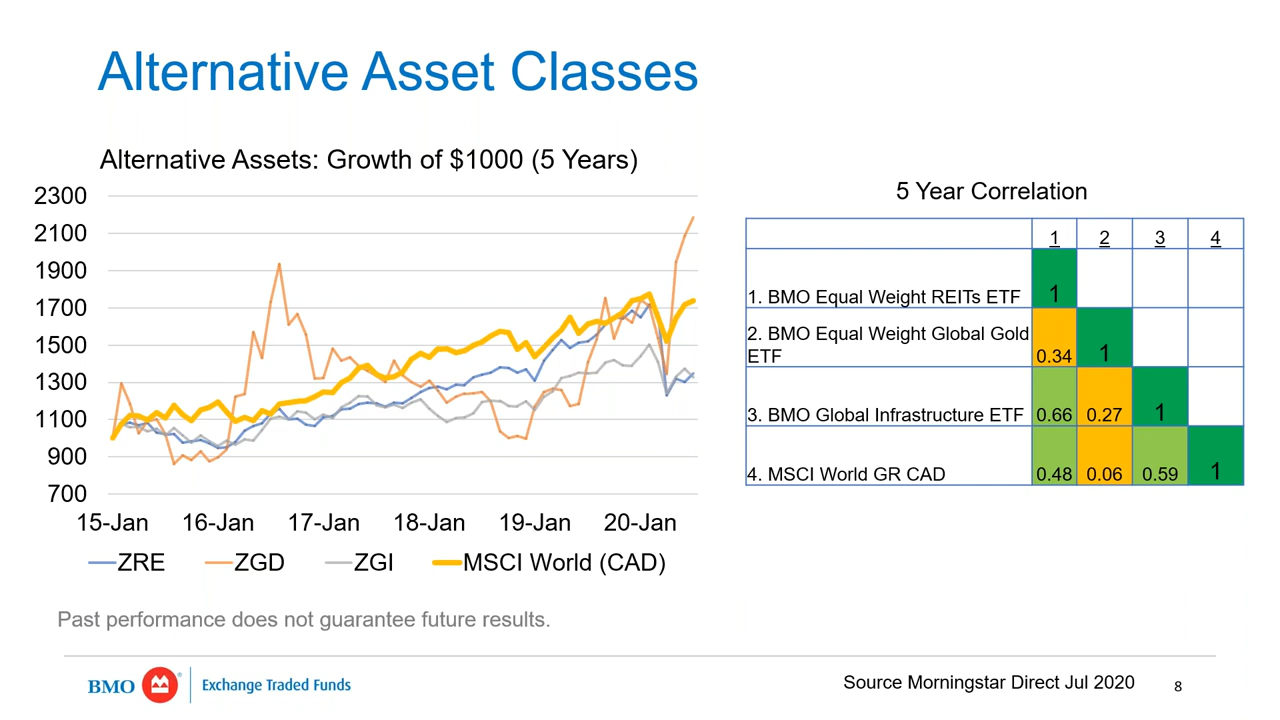 Alternative Asset Classes
Alternative Assets: Growth of $1000 (5 Years)
2300
2100
1900
1700
1500
1300
1100
900
700
15-Jan 16-Jan 17-Jan 18-Jan 19-Jan 20-Jan
ZRE ZGD ZGI MSCI World (CAD)
5 Year Correlation
1 2 3 4
1. BMO Equal Weight REITs ETF 1
2. BMO Equal Weight Global Gold
ETF 0.34 1
3. BMO Global Infrastructure ETF 0.66 0.27 1
4. MSCI World GR CAD 0.48 0.06 0.59 1
Past performance does not guarantee future results.
BMO Exchange Traded Funds
Source Morningstar Direct Jul 2020 8